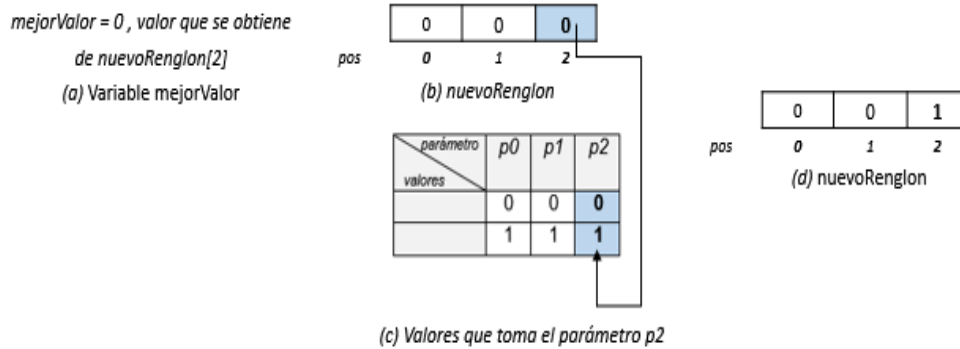 mejorValor = 0 , valor que se obtiene
de nuevoRenglon[2]
(a) Variable mejorValor
0 0 0
pos 0 1 2
(b) nuevoRenglon
parámetro p0 p1 p2
valores
0 0 0
1 1 1
(c) Valores que toma el parámetro p2
0 0 1
pos 0 1 2
(d) nuevoRenglon